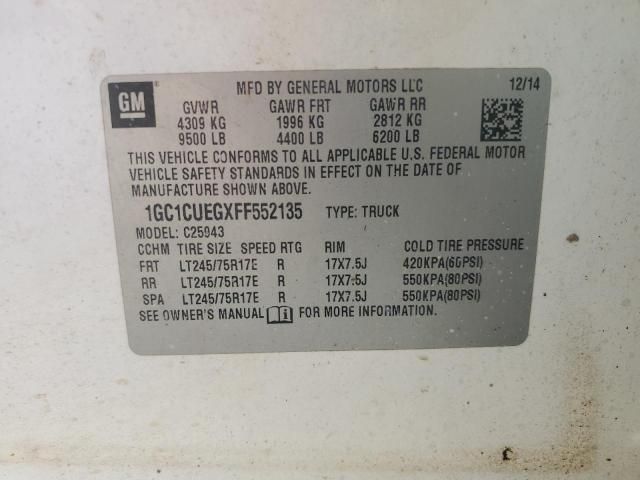 GM ®
MFD BY GENERAL MOTORS LLC 12/14
GVWR GAWR FRT GAWR RR
4309 KG 1996 KG 2812 KG
9500 LB 4400 LB 6200 LB
THIS VEHICLE CONFORMS TO ALL APPLICABLE U.S. FEDERAL MOTOR
VEHICLE SAFETY STANDARDS IN EFFECT ON THE DATE OF
MANUFACTURE SHOWN ABOVE.
1GC1CUEGXFF552135 TYPE: TRUCK
MODEL: C25943
CCHM TIRE SIZE SPEED RTG RIM COLD TIRE PRESSURE
FRT LT245/75R17E R 17X7.5J 420KPA(60PSI)
RR LT245/75R17E R 17X7.5J 550KPA(80PSI)
SPA LT245/75R17E R 17X7.5J 550KPA(80PSI)
SEE OWNER'S MANUAL i FOR MORE INFORMATION.